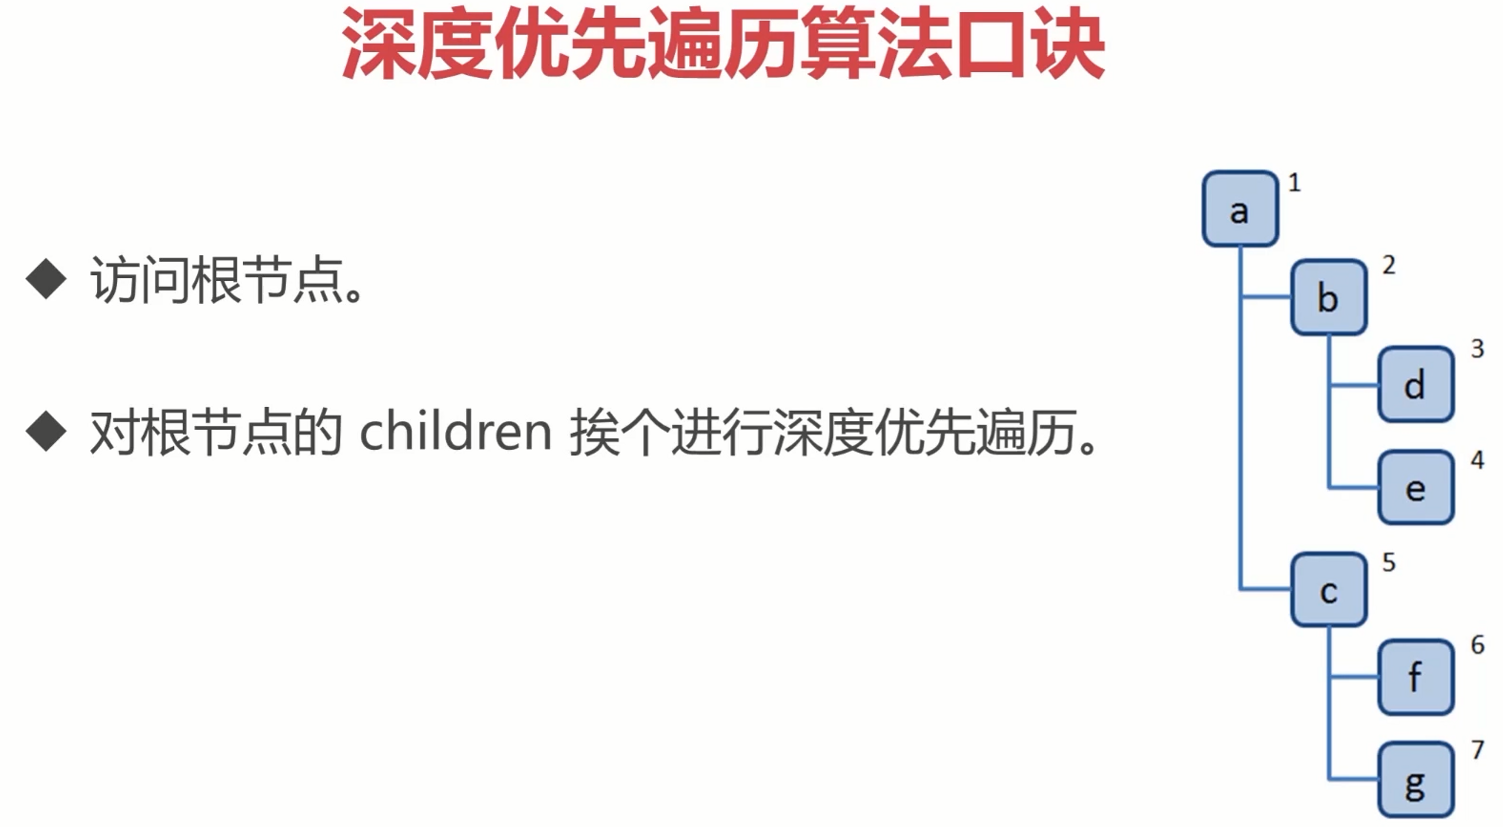 深度优先遍历算法口诀
◆ 访问根节点。
◆ 对根节点的 children 挨个进行深度优先遍历。
a 1
b 2
d 3
e 4
c 5
f 6
g 7